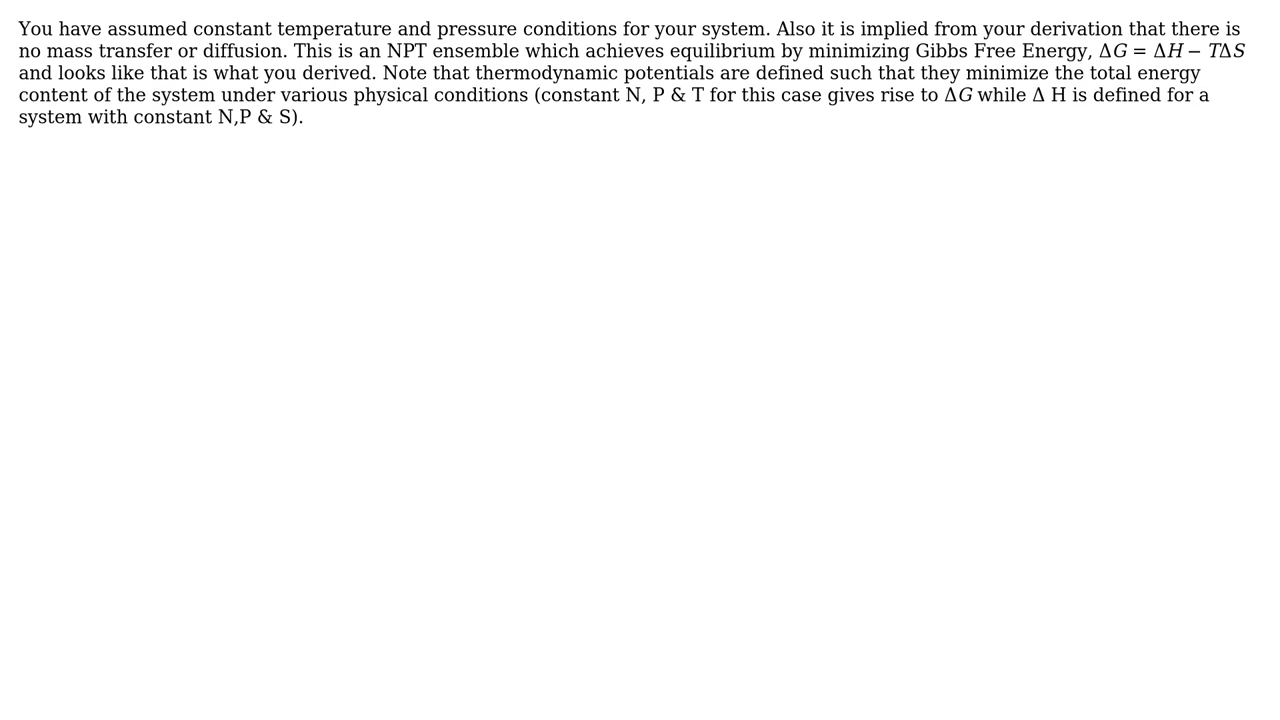 You have assumed constant temperature and pressure conditions for your system. Also it is implied from your derivation that there is
no mass transfer or diffusion. This is an NPT ensemble which achieves equilibrium by minimizing Gibbs Free Energy, ΔG = ΔH − TΔS
and looks like that is what you derived. Note that thermodynamic potentials are defined such that they minimize the total energy
content of the system under various physical conditions (constant N, P & T for this case gives rise to ΔG while Δ H is defined for a
system with constant N,P & S).